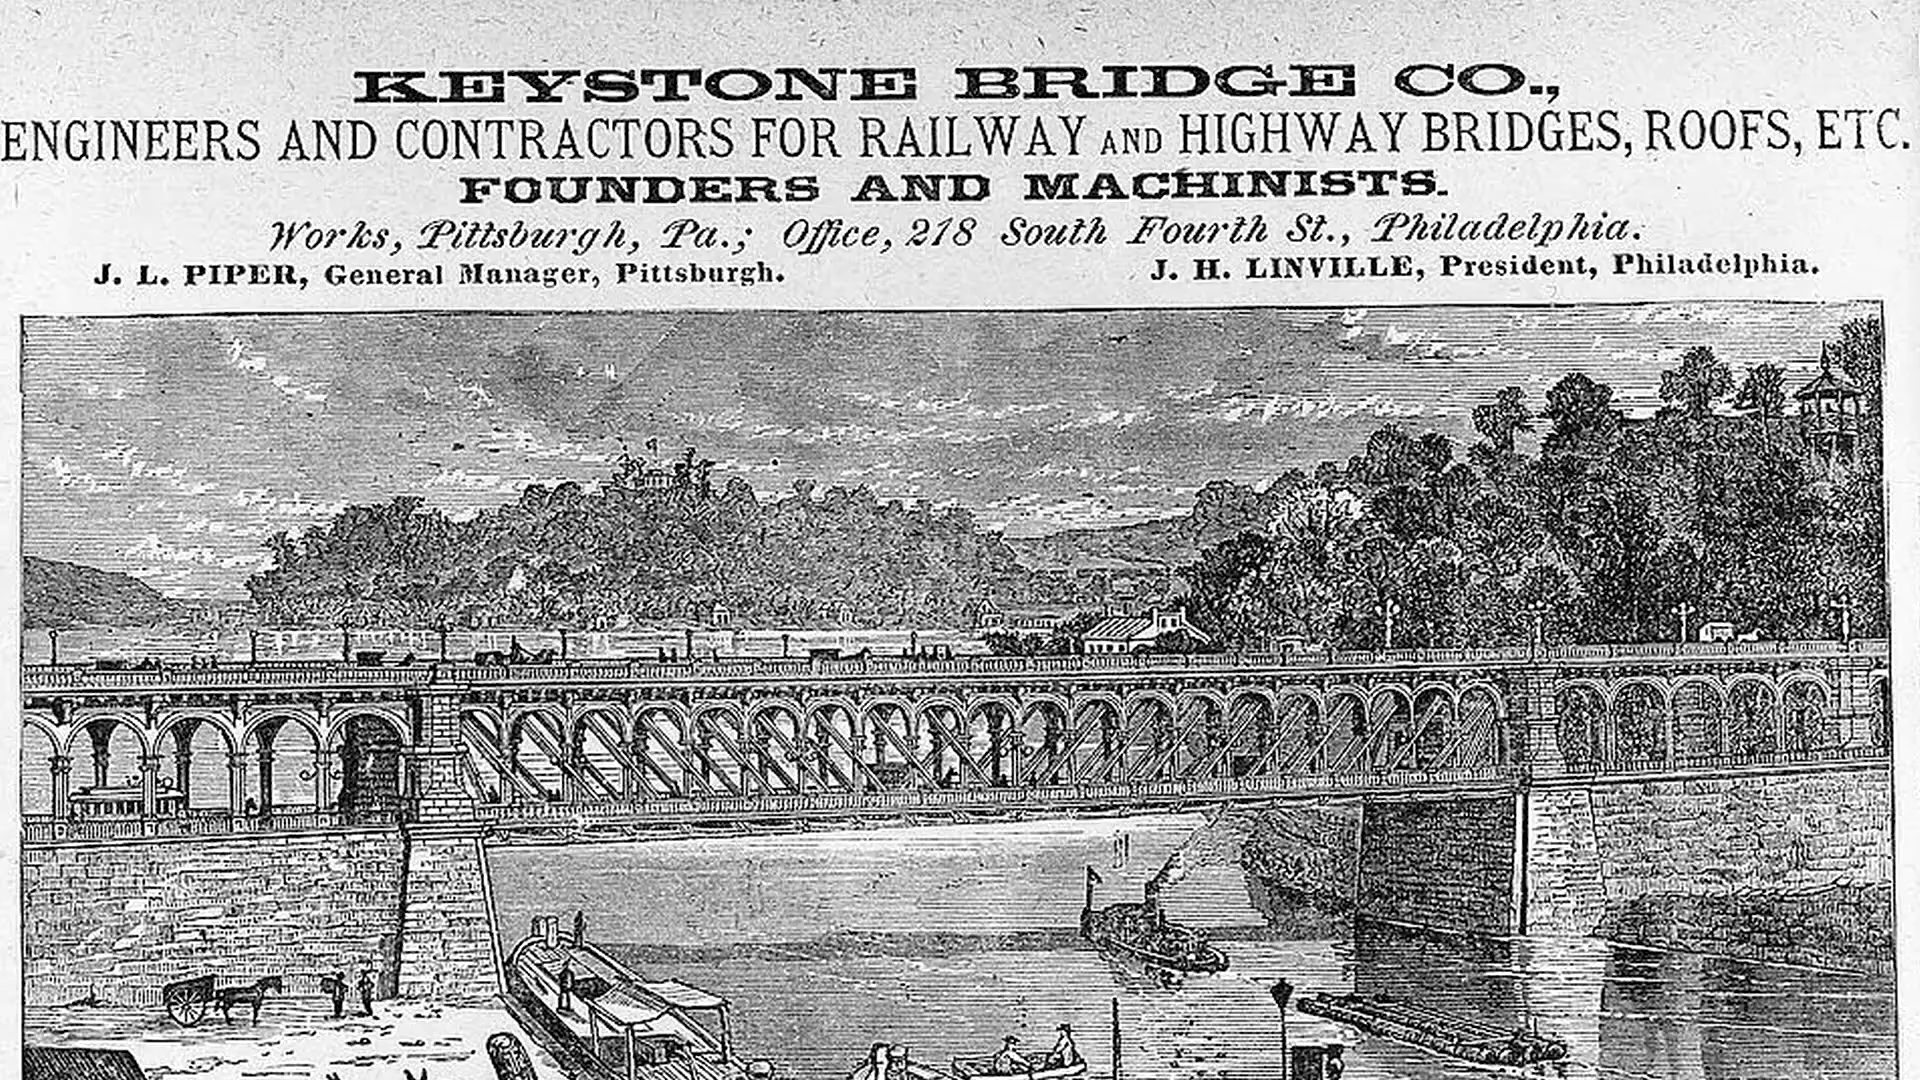 KEYSTONE BRIDGE CO.,
ENGINEERS AND CONTRACTORS FOR RAILWAY AND HIGHWAY BRIDGES, ROOFS, ETC.
FOUNDERS AND MACHINISTS.
Works, Pittsburgh, Pa.; Office, 218 South Fourth St., Philadelphia.
J. L. PIPER, General Manager, Pittsburgh. J. H. LINVILLE, President, Philadelphia.